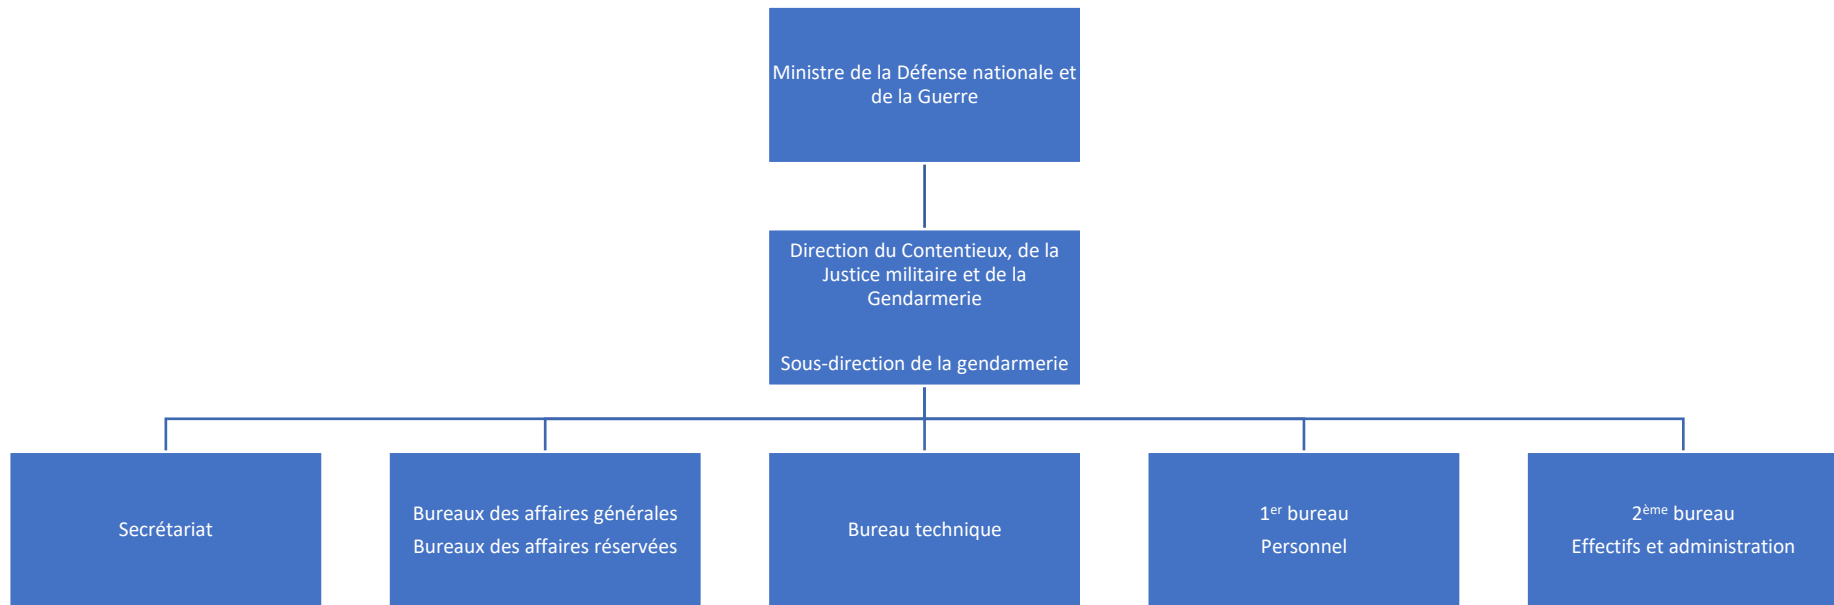 Ministre de la Défense nationale et
de la Guerre
Direction du Contentieux, de la
Justice militaire et de la
Gendarmerie
Sous-direction de la gendarmerie
Secrétariat
Bureaux des affaires générales
Bureaux des affaires réservées
Bureau technique
1er bureau
Personnel
2ème bureau
Effectifs et administration